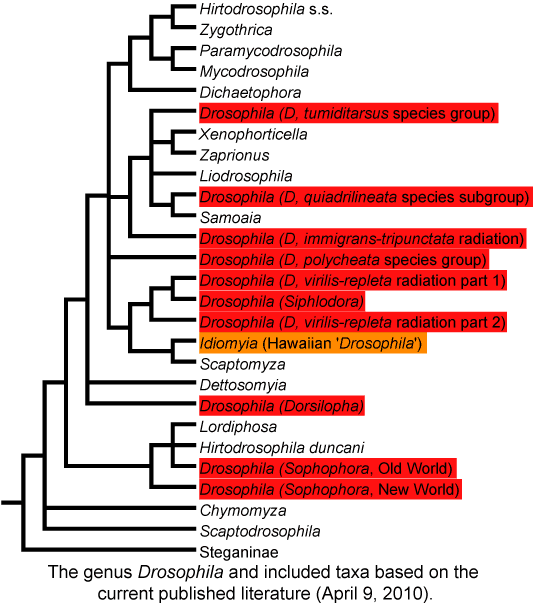 Hirtodrosophila s.s.
Zygothrica
Paramycodrosophila
Mycodrosophila
Dichaetophora
Drosophila (D, tumiditarsus species group)
Xenophorticella
Zaprionus
Liodrosophila
Drosophila (D, quiadrilineata species subgroup)
Samoaia
Drosophila (D, immigrans-tripunctata radiation)
Drosophila (D, polycheata species group)
Drosophila (D, virilis-repleta radiation part 1)
Drosophila (Siphlodora)
Drosophila (D, virilis-repleta radiation part 2)
Idiomyia (Hawaiian 'Drosophila')
Scaptomyza
Dettosomyia
Drosophila (Dorsilopha)
Lordiphosa
Hirtodrosophila duncani
Drosophila (Sophophora, Old World)
Drosophila (Sophophora, New World)
Chymomyza
Scaptodrosophila
Steganinae
The genus Drosophila and included taxa based on the
current published literature (April 9, 2010).